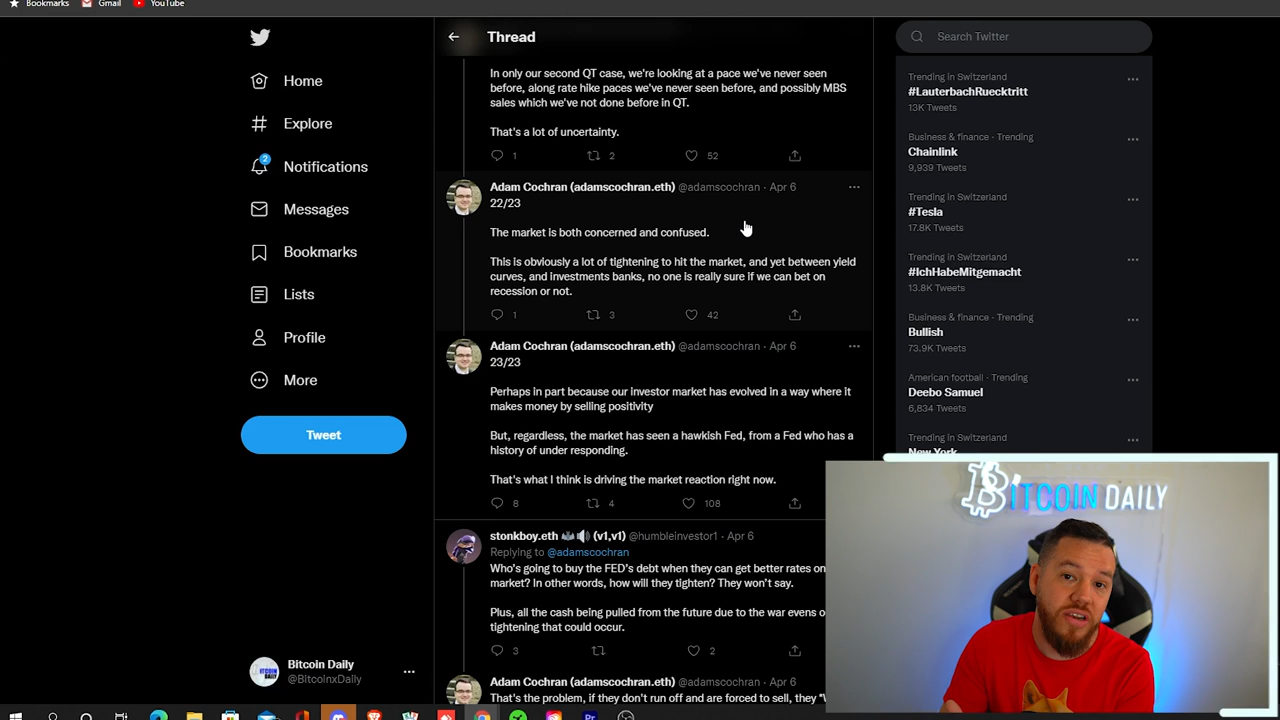 Bookmarks Gmail YouTube
Thread
Search Twitter
Home
Explore
2
Notifications
Messages
Bookmarks
Lists
Profile
More
Tweet
Bitcoin Daily
@BitcoinxDaily
In only our second QT case, we're looking at a pace we've never seen
before, along rate hike paces we've never seen before, and possibly MBS
sales which we've not done before in QT.
That's a lot of uncertainty.
1 2 52
Adam Cochran (adamscochran.eth) @adamscochran · Apr 6
22/23
The market is both concerned and confused.
This is obviously a lot of tightening to hit the market, and yet between yield
curves, and investments banks, no one is really sure if we can bet on
recession or not.
1 3 42
Adam Cochran (adamscochran.eth) @adamscochran · Apr 6
23/23
Perhaps in part because our investor market has evolved in a way where it
makes money by selling positivity
But, regardless, the market has seen a hawkish Fed, from a Fed who has a
history of under responding.
That's what I think is driving the market reaction right now.
8 4 108
stonkboy.eth (v1,v1) @humbleinvestor1 · Apr 6
Replying to @adamscochran
Who's going to buy the FED's debt when they can get better rates on
market? In other words, how will they tighten? They won't say.
Plus, all the cash being pulled from the future due to the war evens
tightening that could occur.
3 2
Adam Cochran (adamscochran.eth) @adamscochran · Apr 6
That's the problem, if they don't run off and are forced to sell, they
Trending in Switzerland
#LauterbachRuecktritt
13K Tweets
Business & finance · Trending
Chainlink
9,939 Tweets
Trending in Switzerland
#Tesla
17.8K Tweets
Trending in Switzerland
#IchHabeMitgemacht
13.8K Tweets
Business & finance · Trending
Bullish
73.9K Tweets
American football · Trending
Deebo Samuel
6,834 Tweets
Trending in Switzerland
New York
BITCOIN DAILY